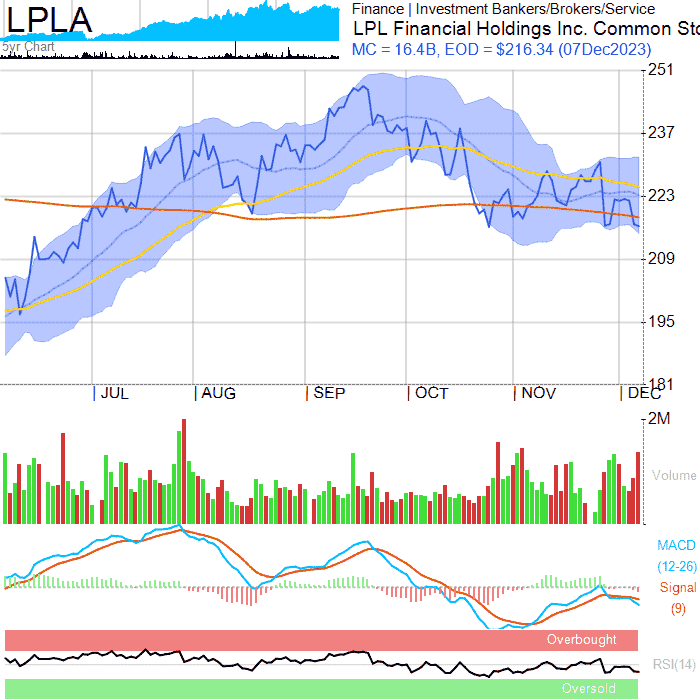 LPLA
5yr Chart
Finance | Investment Bankers/Brokers/Service
LPL Financial Holdings Inc. Common Sto
MC = 16.4B, EOD = $216.34 (07Dec2023)
251
237
223
209
195
181
JUL AUG SEP OCT NOV DEC
2M
Volume
MACD
(12-26)
Signal
(9)
Overbought
RSI(14)
Oversold